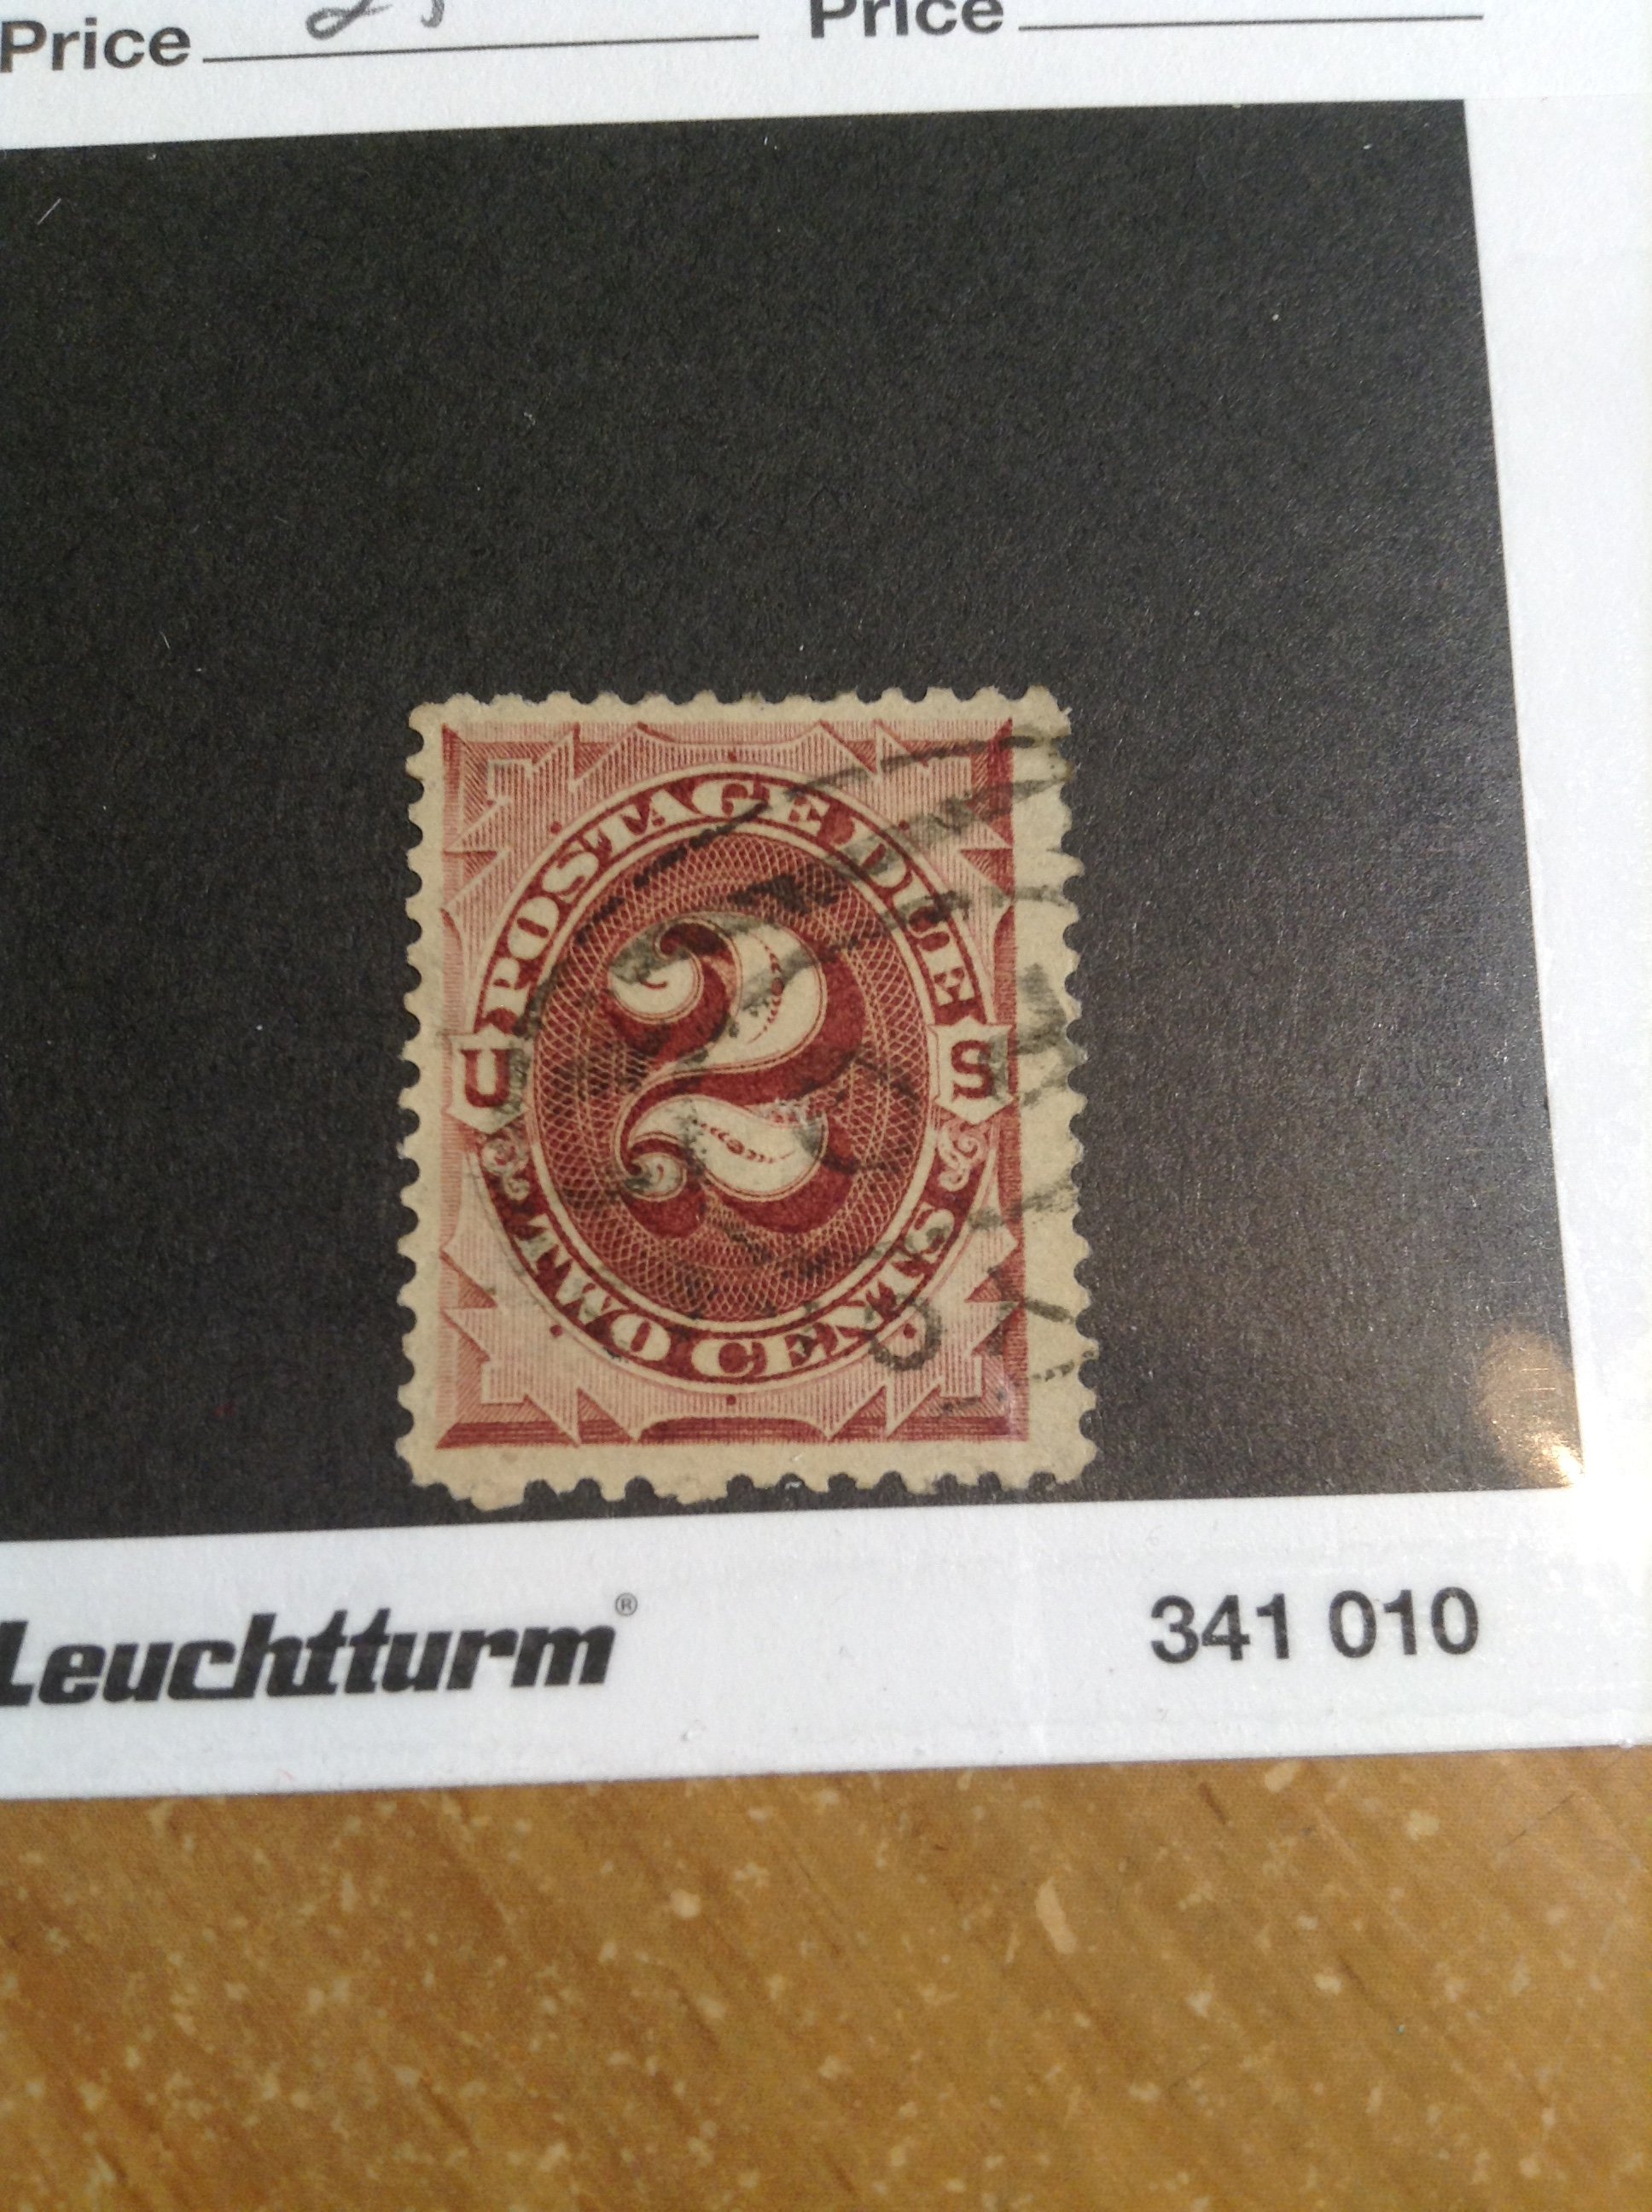 Price
Price
POSTAGE DUE
U S
2
TWO CENTS
Leuchtturm®
341 010